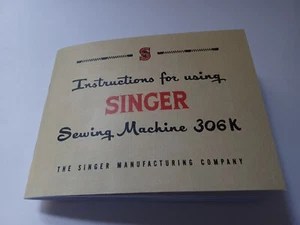 S
Instructions for using
SINGER
Sewing Machine 306K
THE SINGER MANUFACTURING COMPANY